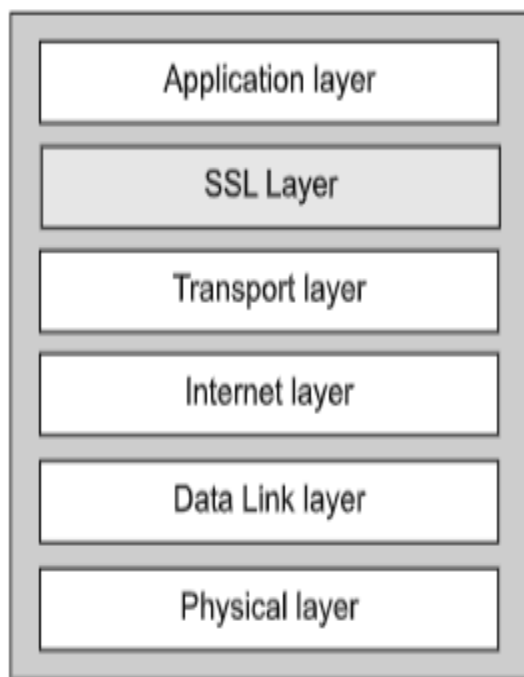 Application layer
SSL Layer
Transport layer
Internet layer
Data Link layer
Physical layer